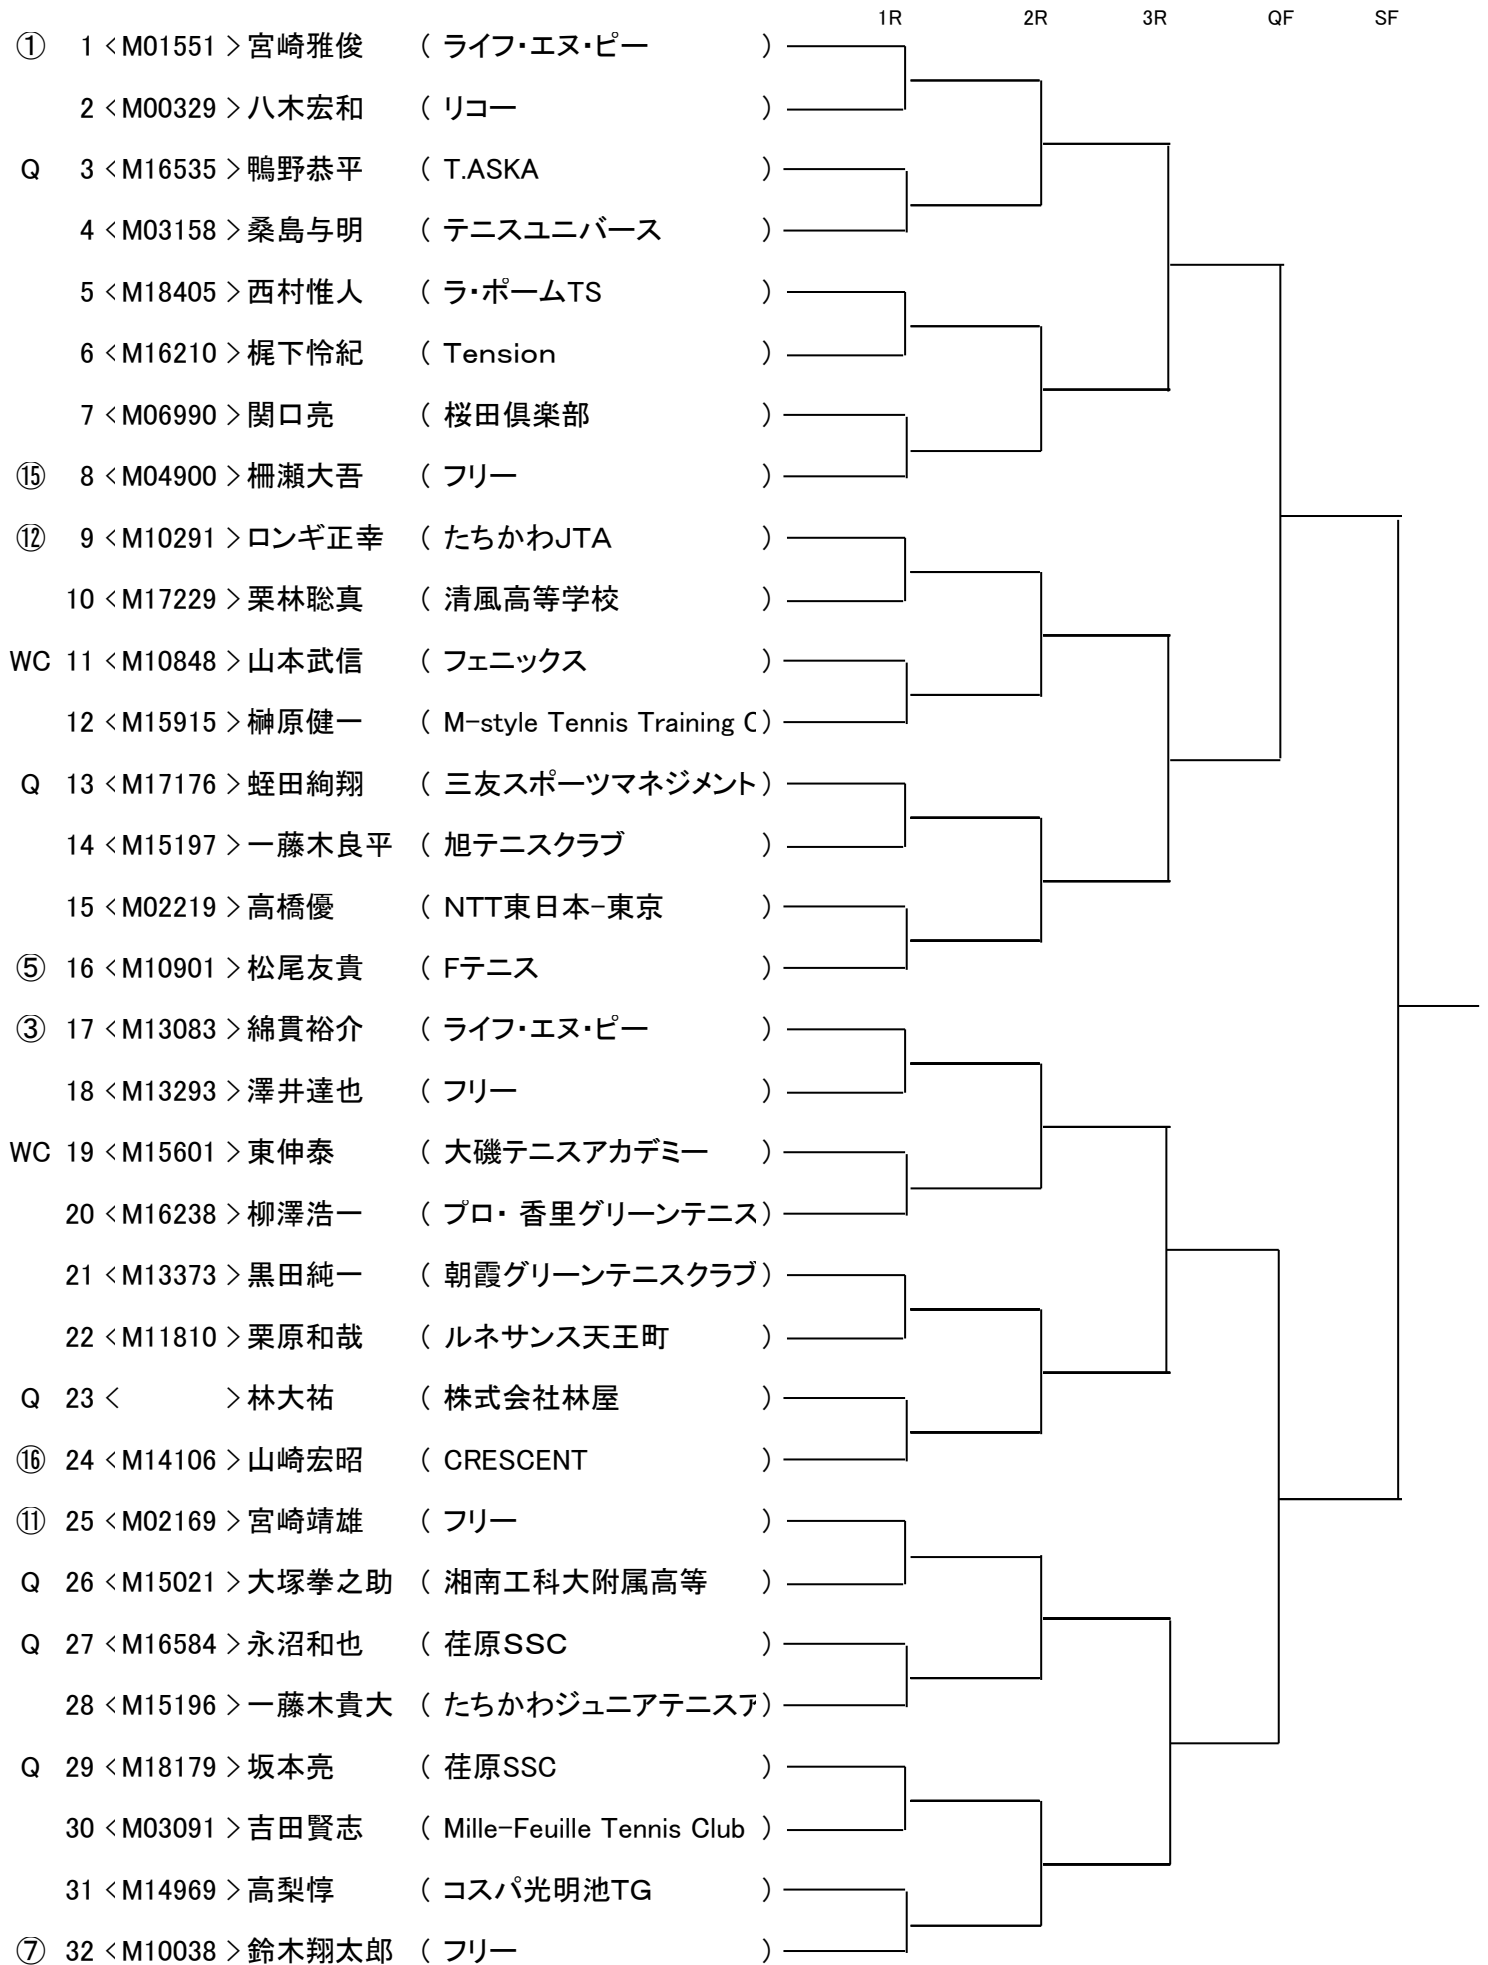 1R 2R 3R QF SF
① 1 <M01551 >宮崎雅俊 ( ライフ・エヌ・ピー )
2 <M00329 >八木宏和 ( リコー )
Q 3 <M16535 >鴨野恭平 ( T.ASKA )
4 <M03158 >桑島与明 ( テニスユニバース )
5 <M18405 >西村惟人 ( ラ・ポームTS )
6 <M16210 >梶下怜紀 ( Tension )
7 <M06990 >関口亮 ( 桜田倶楽部 )
⑮ 8 <M04900 >柵瀬大吾 ( フリー )
⑫ 9 <M10291 >ロンギ正幸 ( たちかわJTA )
10 <M17229 >栗林聡真 ( 清風高等学校 )
WC 11 <M10848 >山本武信 ( フェニックス )
12 <M15915 >榊原健一 ( M-style Tennis Training C)
Q 13 <M17176 >蛭田絢翔 ( 三友スポーツマネジメント)
14 <M15197 >一藤木良平 ( 旭テニスクラブ )
15 <M02219 >高橋優 ( NTT東日本-東京 )
⑤ 16 <M10901 >松尾友貴 ( Fテニス )
③ 17 <M13083 >綿貫裕介 ( ライフ・エヌ・ピー )
18 <M13293 >澤井達也 ( フリー )
WC 19 <M15601 >東伸泰 ( 大磯テニスアカデミー )
20 <M16238 >柳澤浩一 ( プロ・ 香里グリーンテニス)
21 <M13373 >黒田純一 ( 朝霞グリーンテニスクラブ)
22 <M11810 >栗原和哉 ( ルネサンス天王町 )
Q 23 < >林大祐 ( 株式会社林屋 )
⑯ 24 <M14106 >山崎宏昭 ( CRESCENT )
⑪ 25 <M02169 >宮崎靖雄 ( フリー )
Q 26 <M15021 >大塚拳之助 ( 湘南工科大附属高等 )
Q 27 <M16584 >永沼和也 ( 荏原SSC )
28 <M15196 >一藤木貴大 ( たちかわジュニアテニスア)
Q 29 <M18179 >坂本亮 ( 荏原SSC )
30 <M03091 >吉田賢志 ( Mille-Feuille Tennis Club )
31 <M14969 >高梨惇 ( コスパ光明池TG )
⑦ 32 <M10038 >鈴木翔太郎 ( フリー )